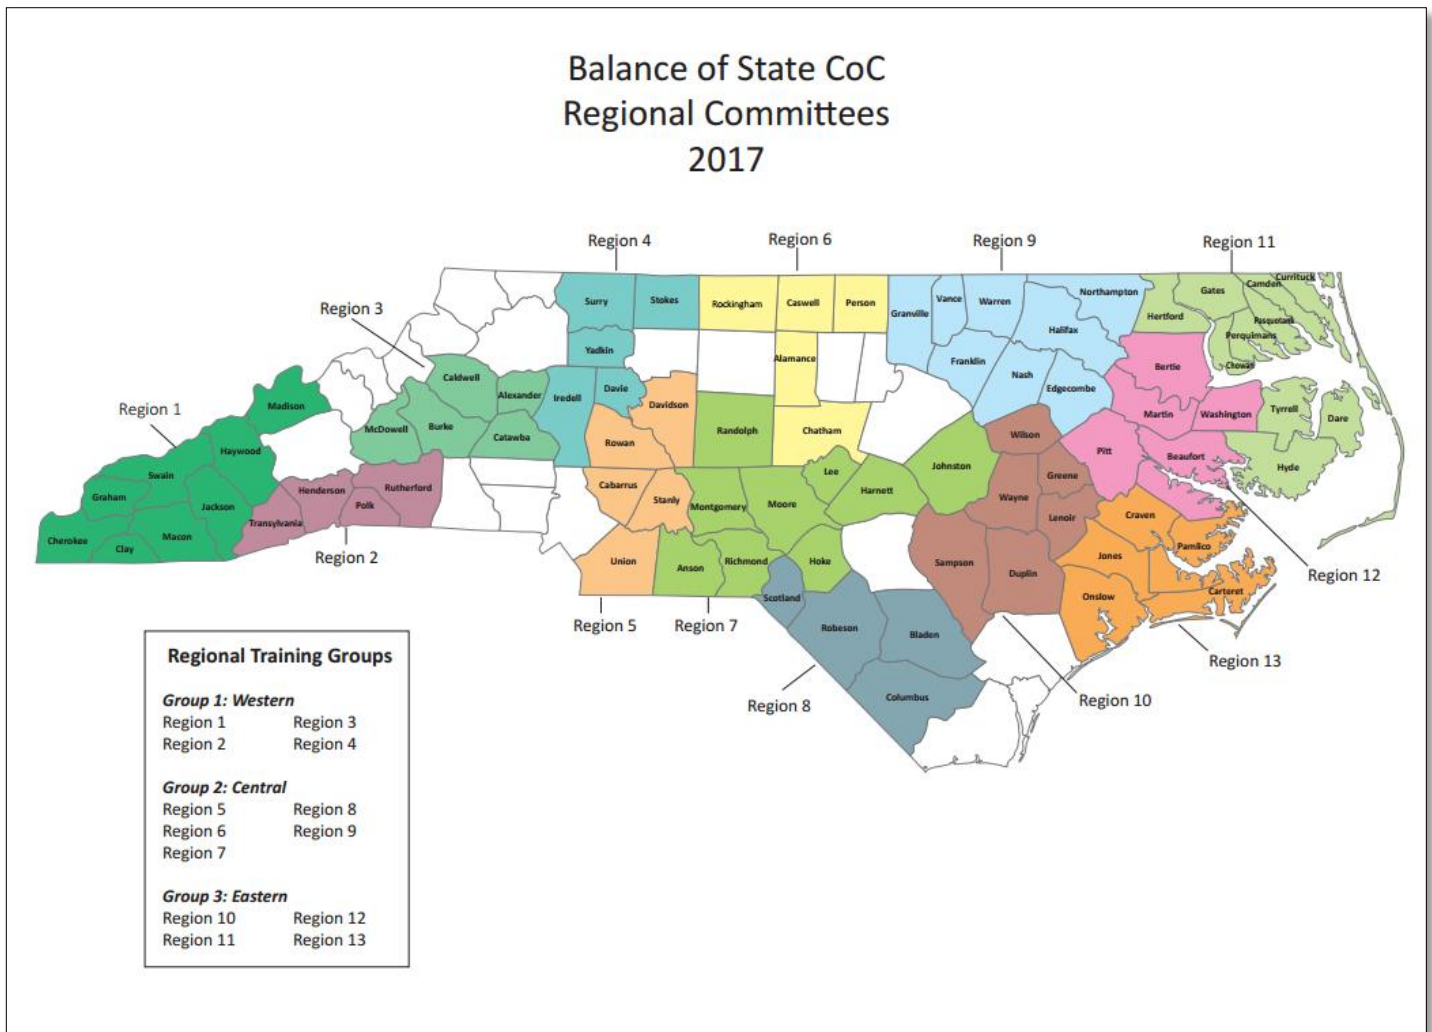 Balance of State CoC
Regional Committees
2017
Region 4
Region 6
Region 9
Region 11
Region 3
Region 1
Region 2
Region 5
Region 7
Region 8
Region 10
Region 12
Region 13
Surry
Stokes
Rockingham
Caswell
Person
Granville
Vance
Warren
Northampton
Halifax
Hertford
Gates
Camden
Currituck
Pasquotank
Perquimans
Chowan
Yadkin
Alamance
Franklin
Nash
Edgecombe
Bertie
Madison
Caldwell
Alexander
Iredell
Davie
Davidson
Martin
Washington
Tyrrell
Dare
McDowell
Burke
Catawba
Rowan
Randolph
Chatham
Wilson
Pitt
Beaufort
Hyde
Haywood
Swain
Graham
Jackson
Henderson
Rutherford
Polk
Transylvania
Cabarrus
Stanly
Montgomery
Moore
Lee
Harnett
Johnston
Greene
Wayne
Lenoir
Craven
Pamlico
Cherokee
Clay
Macon
Union
Anson
Richmond
Hoke
Scotland
Sampson
Duplin
Jones
Onslow
Carteret
Robeson
Bladen
Columbus
Regional Training Groups
Group 1: Western
Region 1 Region 3
Region 2 Region 4
Group 2: Central
Region 5 Region 8
Region 6 Region 9
Region 7
Group 3: Eastern
Region 10 Region 12
Region 11 Region 13